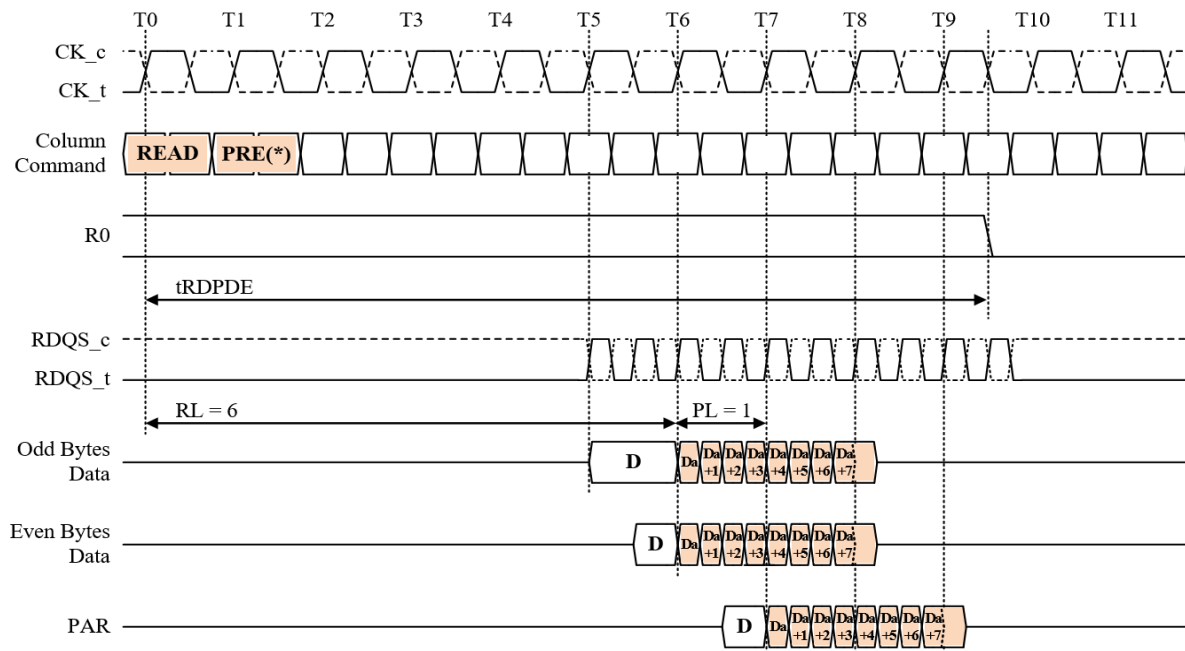 T0 T1 T2 T3 T4 T5 T6 T7 T8 T9 T10 T11
CK_c
CK_t
Column
Command
READ PRE(*)
R0
tRDPDE
RDQS_c
RDQS_t
RL = 6 PL = 1
Odd Bytes
Data
D Da Da+1 Da+2 Da+3 Da+4 Da+5 Da+6 Da+7
Even Bytes
Data
D Da Da+1 Da+2 Da+3 Da+4 Da+5 Da+6 Da+7
PAR
D Da Da+1 Da+2 Da+3 Da+4 Da+5 Da+6 Da+7